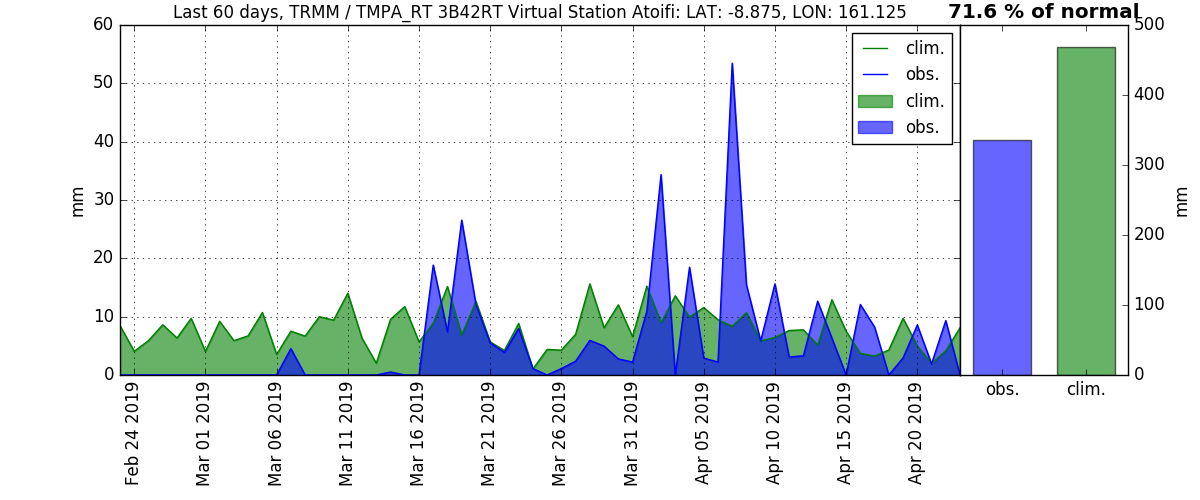 Last 60 days, TRMM / TMPA_RT 3B42RT Virtual Station Atoifi: LAT: -8.875, LON: 161.125
71.6 % of normal
60
50
40
30
20
10
0
mm
clim.
obs.
clim.
obs.
Feb 24 2019
Mar 01 2019
Mar 06 2019
Mar 11 2019
Mar 16 2019
Mar 21 2019
Mar 26 2019
Mar 31 2019
Apr 05 2019
Apr 10 2019
Apr 15 2019
Apr 20 2019
500
400
300
200
100
0
mm
obs.
clim.